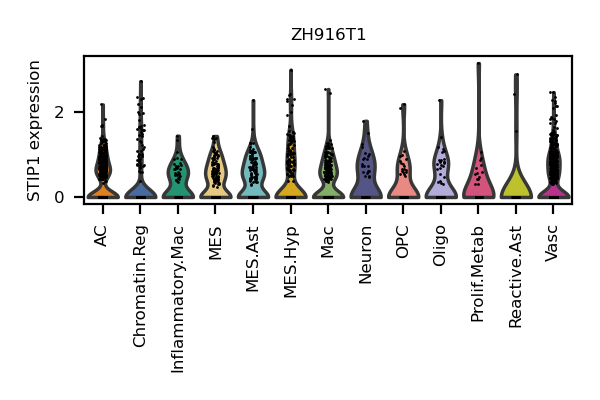 ZH916T1
STIP1 expression
2
0
AC
Chromatin.Reg
Inflammatory.Mac
MES
MES.Ast
MES.Hyp
Mac
Neuron
OPC
Oligo
Prolif.Metab
Reactive.Ast
Vasc